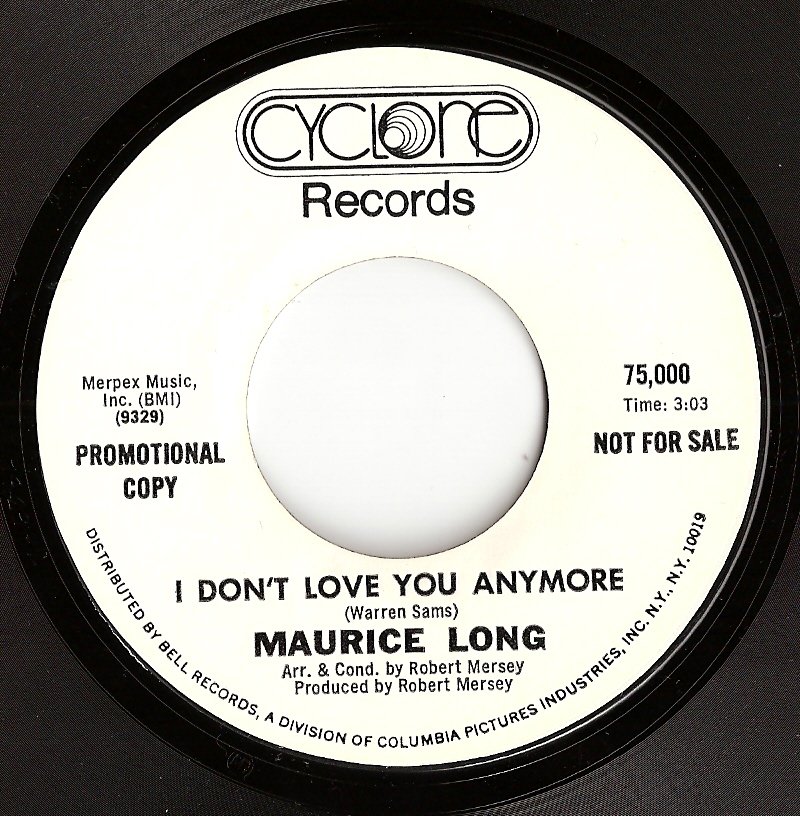 CYCLONE
Records
Merpex Music,
Inc. (BMI)
(9329)
PROMOTIONAL
COPY
75,000
Time: 3:03
NOT FOR SALE
I DON'T LOVE YOU ANYMORE
(Warren Sams)
MAURICE LONG
Arr. & Cond. by Robert Mersey
Produced by Robert Mersey
DISTRIBUTED BY BELL RECORDS, A DIVISION OF COLUMBIA PICTURES INDUSTRIES, INC. N.Y., N.Y. 10019